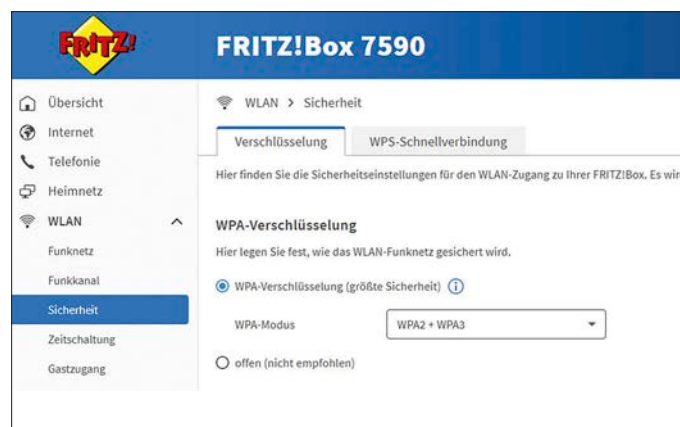 FRITZ!
FRITZ!Box 7590
Übersicht
Internet
Telefonie
Heimnetz
WLAN
Funknetz
Funkkanal
Sicherheit
Zeitschaltung
Gastzugang
WLAN > Sicherheit
Verschlüsselung
WPS-Schnellverbindung
Hier finden Sie die Sicherheitseinstellungen für den WLAN-Zugang zu Ihrer FRITZ!Box. Es wir
WPA-Verschlüsselung
Hier legen Sie fest, wie das WLAN-Funknetz gesichert wird.
WPA-Verschlüsselung (größte Sicherheit)
WPA-Modus
WPA2 + WPA3
offen (nicht empfohlen)